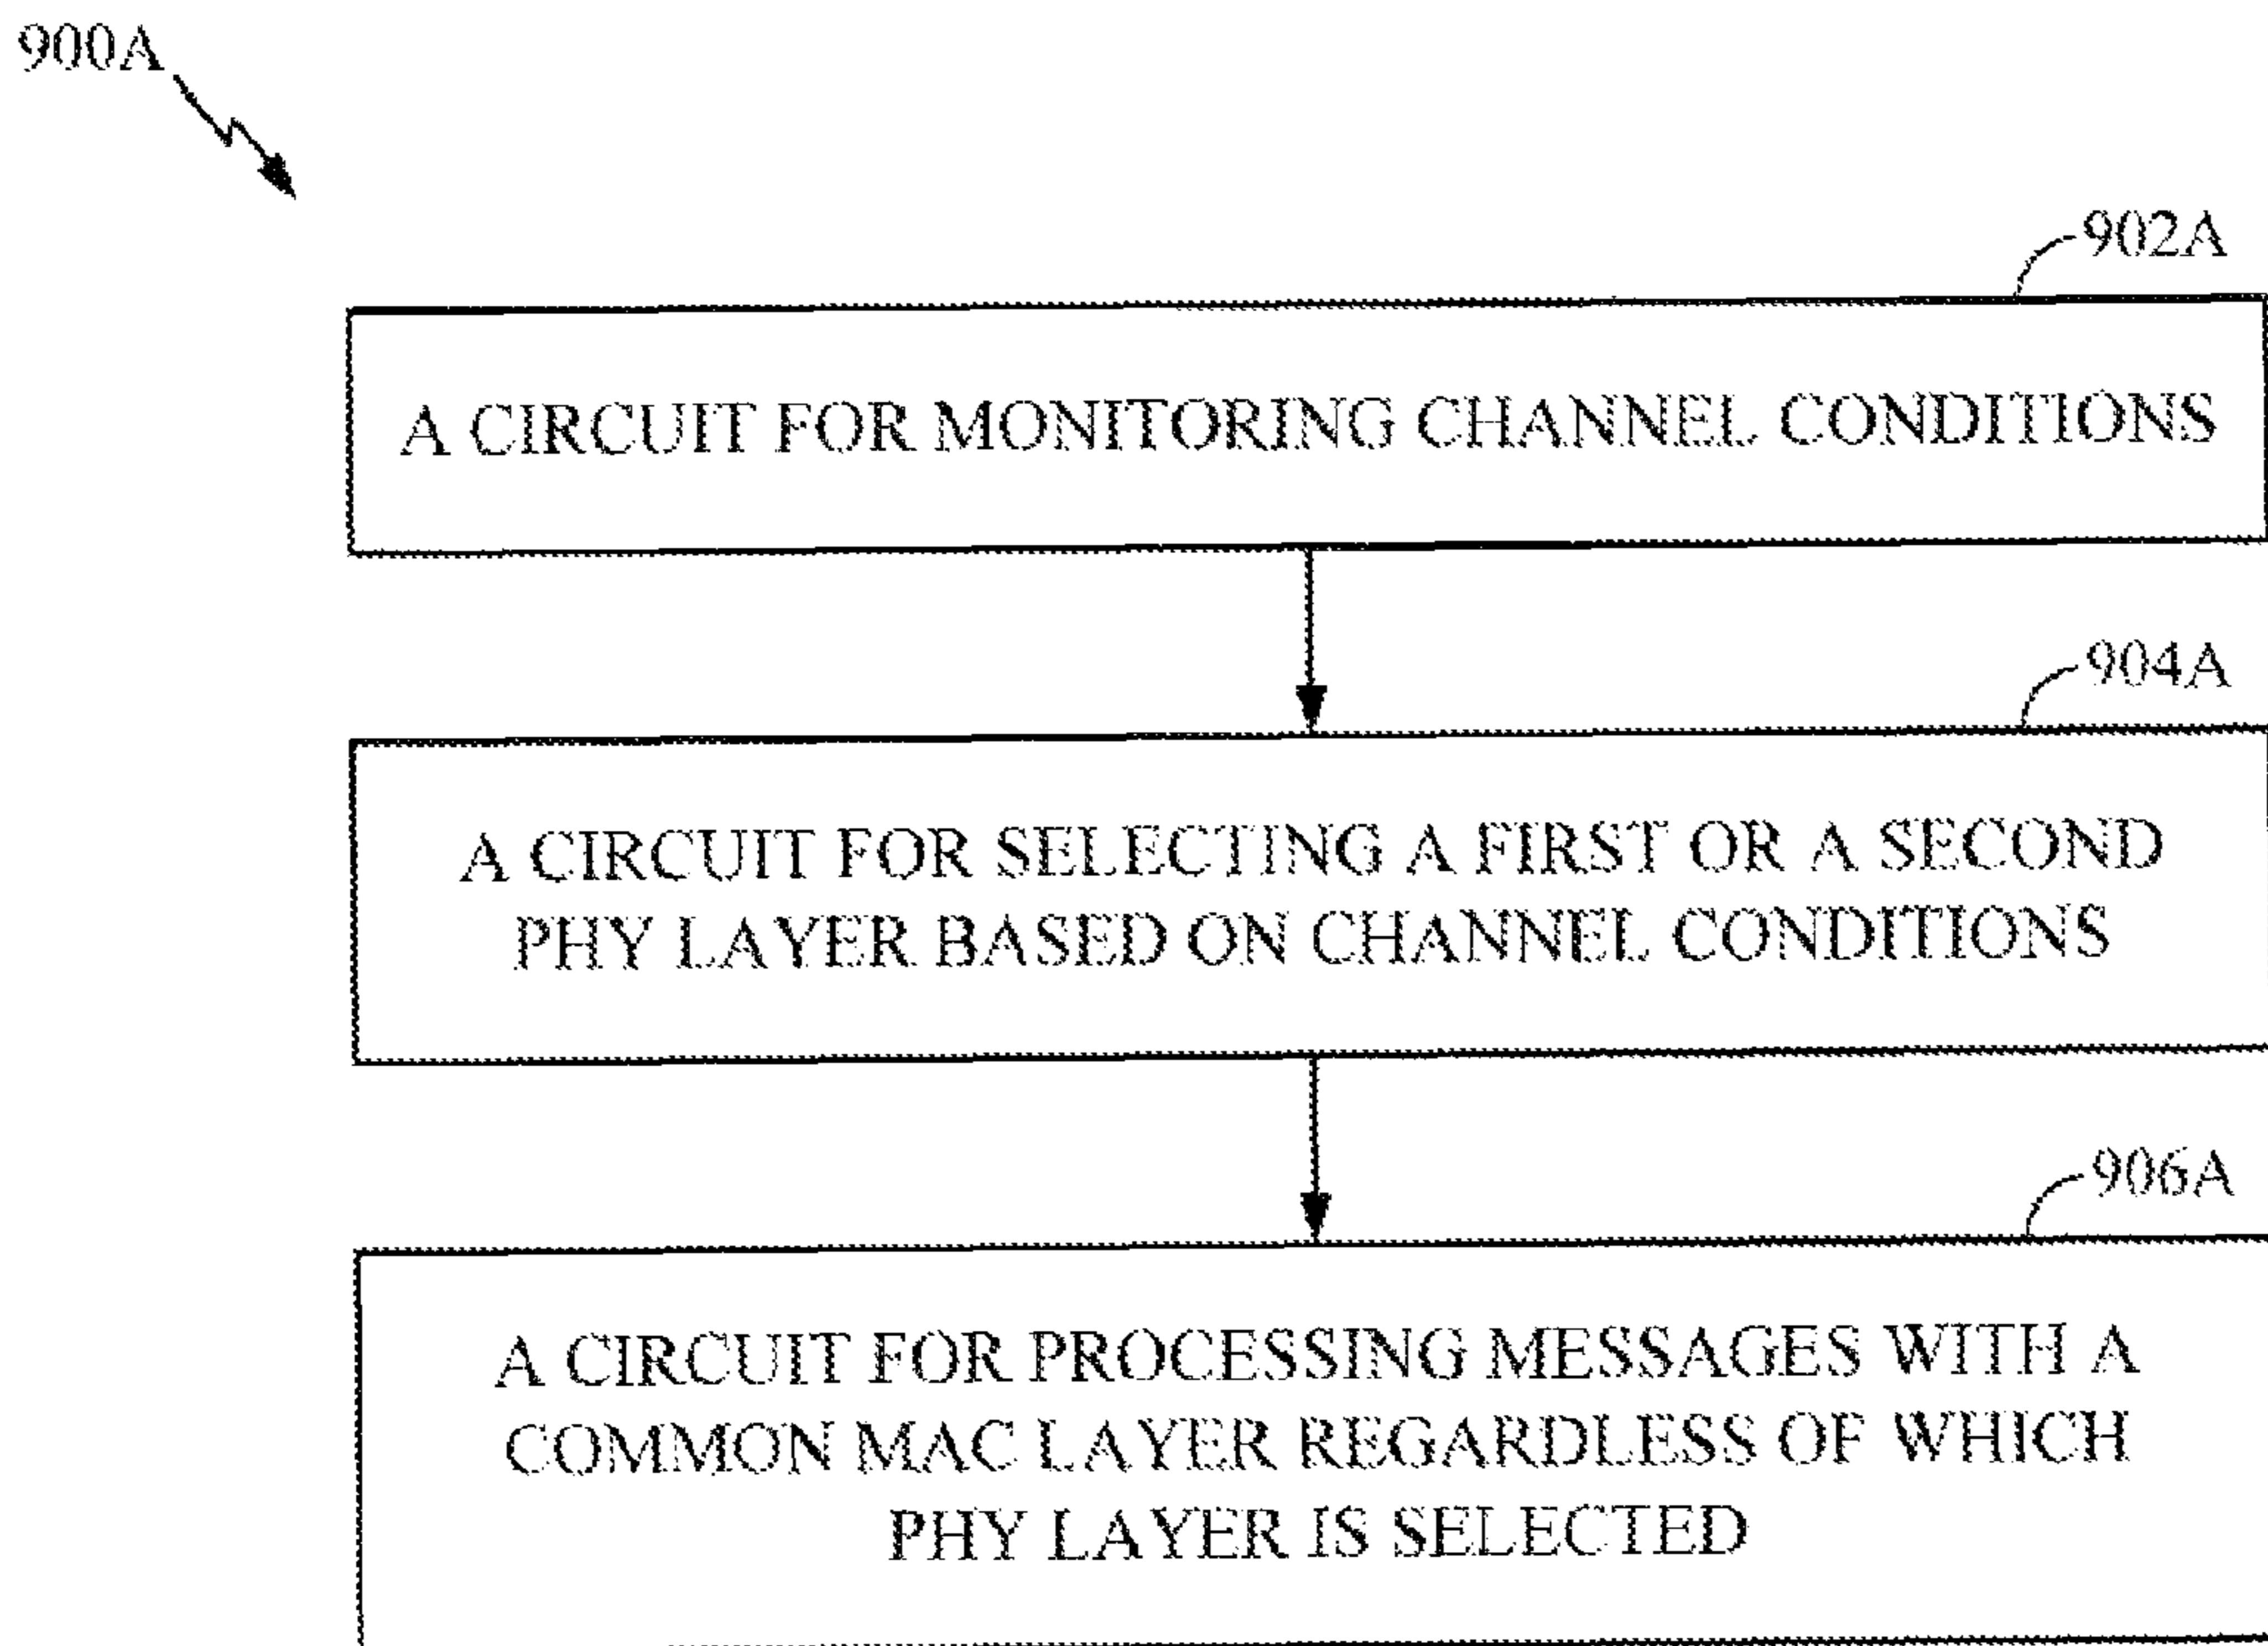 900A
902A
A CIRCUIT FOR MONITORING CHANNEL CONDITIONS
904A
A CIRCUIT FOR SELECTING A FIRST OR A SECOND
PHY LAYER BASED ON CHANNEL CONDITIONS
906A
A CIRCUIT FOR PROCESSING MESSAGES WITH A
COMMON MAC LAYER REGARDLESS OF WHICH
PHY LAYER IS SELECTED